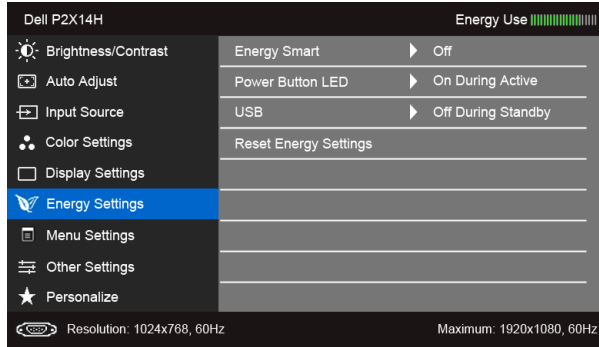 Dell P2X14H Energy Use
Brightness/Contrast Energy Smart Off
Auto Adjust Power Button LED On During Active
Input Source USB Off During Standby
Color Settings Reset Energy Settings
Display Settings
Energy Settings
Menu Settings
Other Settings
Personalize
Resolution: 1024x768, 60Hz Maximum: 1920x1080, 60Hz